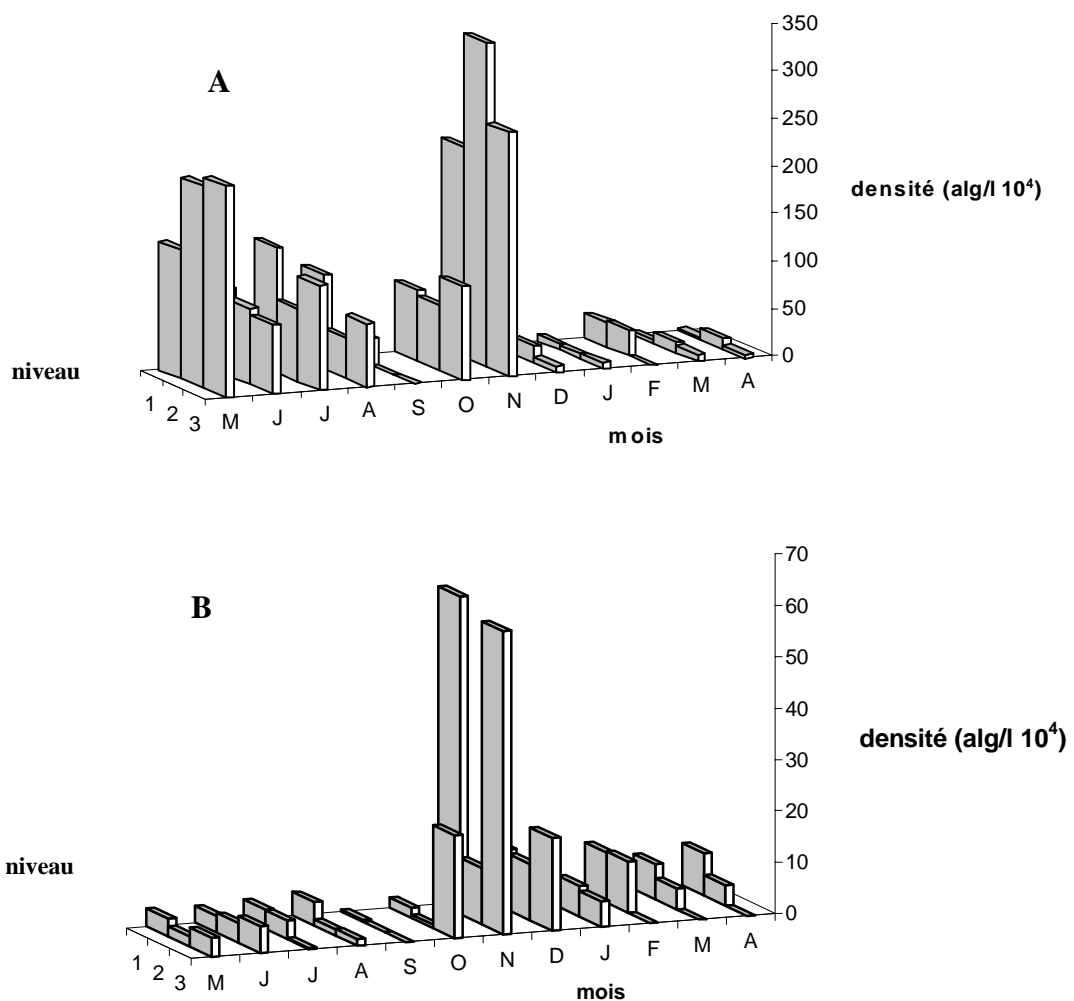 A
350
300
250
200
150
100
50
0
densité (alg/l 10⁴)
niveau
1 2 3
M J J A S O N D J F M A
mois
B
70
60
50
40
30
20
10
0
densité (alg/l 10⁴)
niveau
1 2 3
M J J A S O N D J F M A
mois